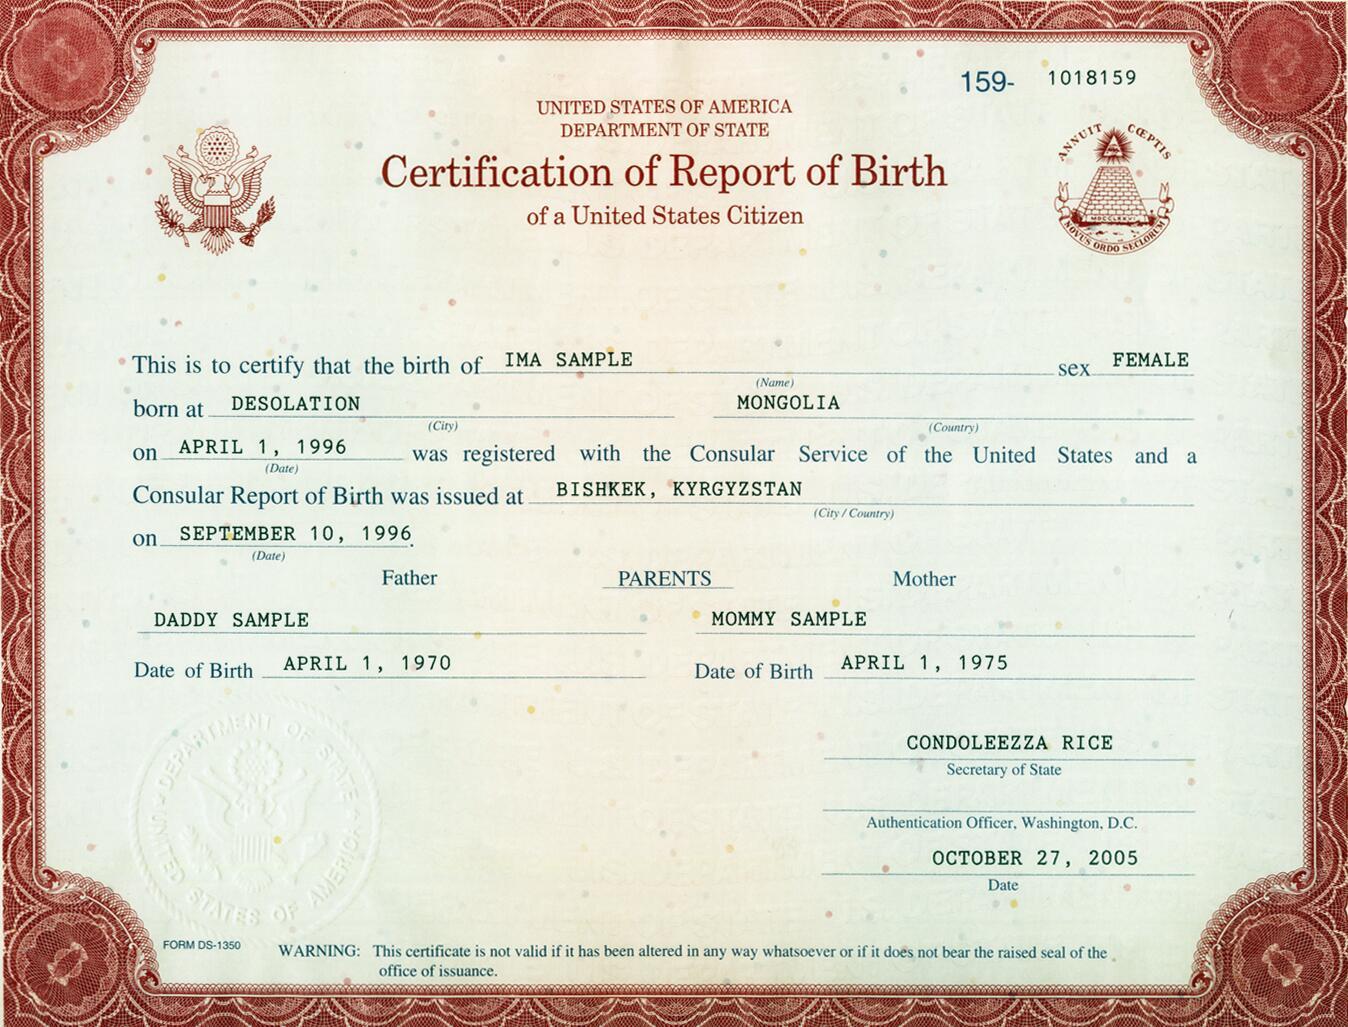 159- 1018159
UNITED STATES OF AMERICA
DEPARTMENT OF STATE
Certification of Report of Birth
of a United States Citizen
ANNUIT CŒPTIS
MDCCLXXVI
NOVUS ORDO SECLORUM
This is to certify that the birth of IMA SAMPLE sex FEMALE
(Name)
born at DESOLATION MONGOLIA
(City) (Country)
on APRIL 1, 1996 was registered with the Consular Service of the United States and a
(Date)
Consular Report of Birth was issued at BISHKEK, KYRGYZSTAN
(City / Country)
on SEPTEMBER 10, 1996.
(Date)
Father PARENTS Mother
DADDY SAMPLE MOMMY SAMPLE
Date of Birth APRIL 1, 1970 Date of Birth APRIL 1, 1975
DEPARTMENT OF STATE
UNITED STATES OF AMERICA
CONDOLEEZZA RICE
Secretary of State
Authentication Officer, Washington, D.C.
OCTOBER 27, 2005
Date
FORM DS-1350
WARNING: This certificate is not valid if it has been altered in any way whatsoever or if it does not bear the raised seal of the
office of issuance.